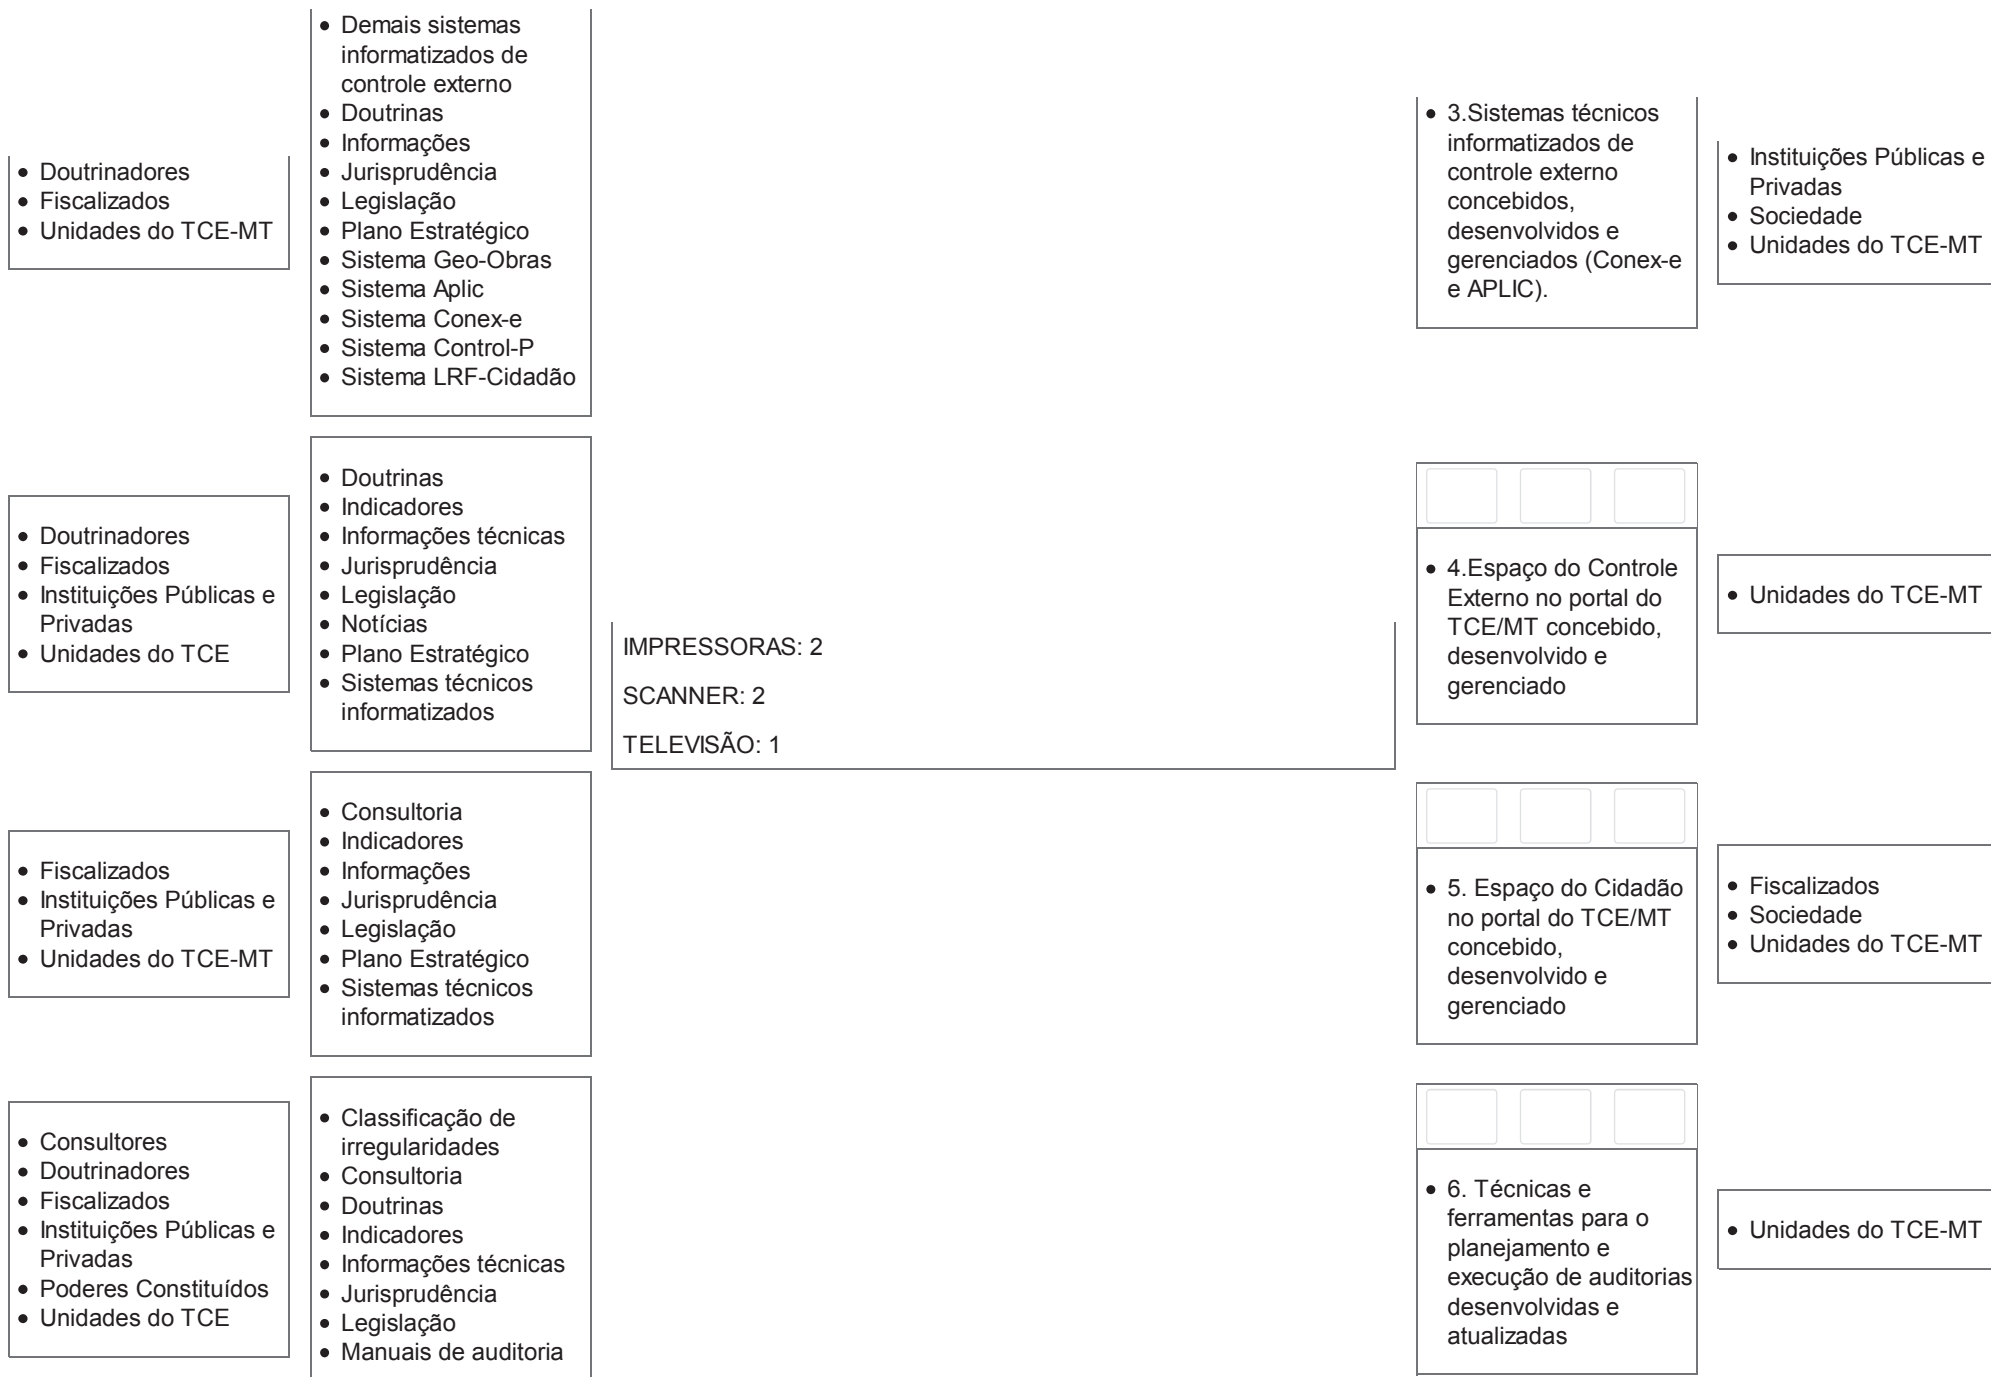 Doutrinadores
Fiscalizados
Unidades do TCE-MT
Demais sistemas
informatizados de
controle externo
Doutrinas
Informações
Jurisprudência
Legislação
Plano Estratégico
Sistema Geo-Obras
Sistema Aplic
Sistema Conex-e
Sistema Control-P
Sistema LRF-Cidadão
3.Sistemas técnicos
informatizados de
controle externo
concebidos,
desenvolvidos e
gerenciados (Conex-e
e APLIC).
Instituições Públicas e
Privadas
Sociedade
Unidades do TCE-MT
Doutrinadores
Fiscalizados
Instituições Públicas e
Privadas
Unidades do TCE
Doutrinas
Indicadores
Informações técnicas
Jurisprudência
Legislação
Notícias
Plano Estratégico
Sistemas técnicos
informatizados
IMPRESSORAS: 2
SCANNER: 2
TELEVISÃO: 1
4.Espaço do Controle
Externo no portal do
TCE/MT concebido,
desenvolvido e
gerenciado
Unidades do TCE-MT
Fiscalizados
Instituições Públicas e
Privadas
Unidades do TCE-MT
Consultoria
Indicadores
Informações
Jurisprudência
Legislação
Plano Estratégico
Sistemas técnicos
informatizados
5. Espaço do Cidadão
no portal do TCE/MT
concebido,
desenvolvido e
gerenciado
Fiscalizados
Sociedade
Unidades do TCE-MT
Consultores
Doutrinadores
Fiscalizados
Instituições Públicas e
Privadas
Poderes Constituídos
Unidades do TCE
Classificação de
irregularidades
Consultoria
Doutrinas
Indicadores
Informações técnicas
Jurisprudência
Legislação
Manuais de auditoria
6. Técnicas e
ferramentas para o
planejamento e
execução de auditorias
desenvolvidas e
atualizadas
Unidades do TCE-MT